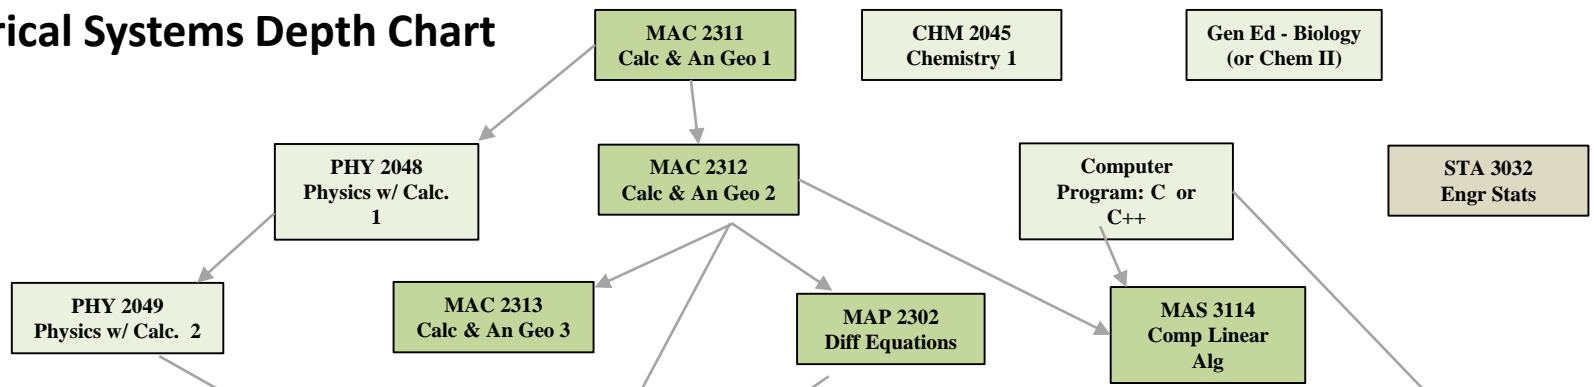 rical Systems Depth Chart
MAC 2311
Calc & An Geo 1
CHM 2045
Chemistry 1
Gen Ed - Biology
(or Chem II)
PHY 2048
Physics w/ Calc.
1
MAC 2312
Calc & An Geo 2
Computer
Program: C or
C++
STA 3032
Engr Stats
PHY 2049
Physics w/ Calc. 2
MAC 2313
Calc & An Geo 3
MAP 2302
Diff Equations
MAS 3114
Comp Linear
Alg